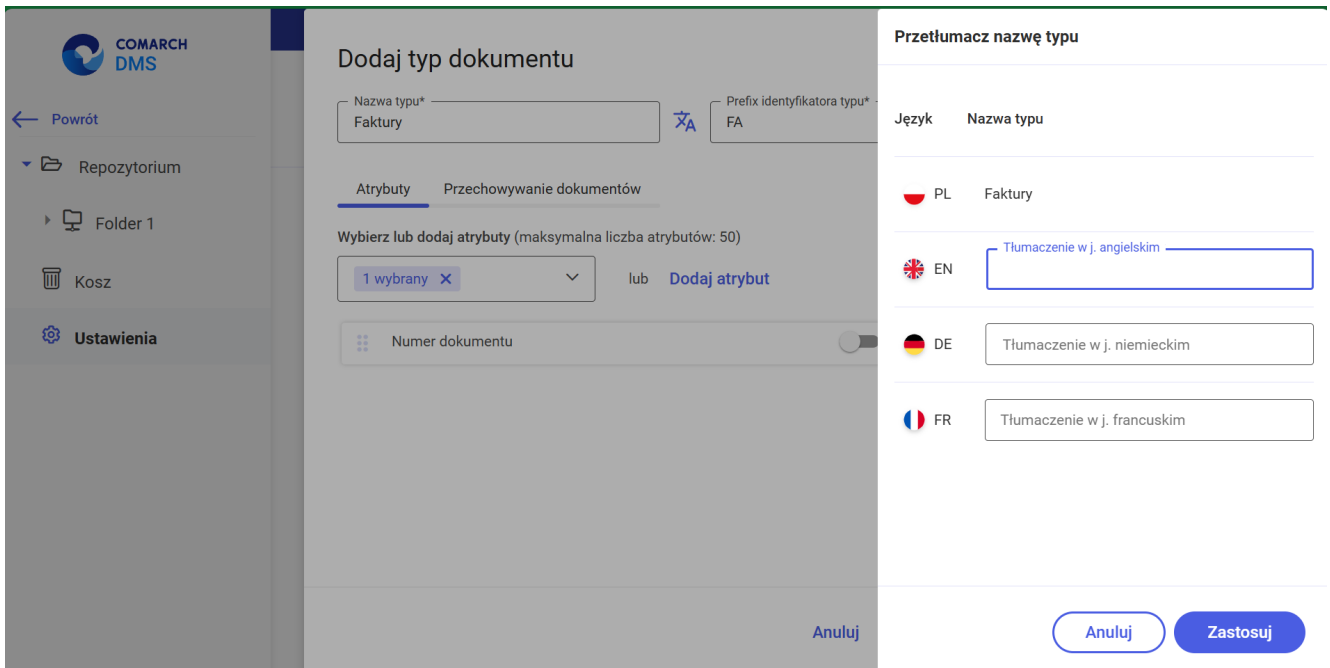 COMARCH
DMS
Powrót
Repozytorium
Folder 1
Kosz
Ustawienia
Dodaj typ dokumentu
Nazwa typu*
Faktury
Prefix identyfikatora typu*
FA
Atrybuty Przechowywanie dokumentów
Wybierz lub dodaj atrybuty (maksymalna liczba atrybutów: 50)
1 wybrany lub Dodaj atrybut
Numer dokumentu
Anuluj
Przetłumacz nazwę typu
Język Nazwa typu
PL Faktury
Tłumaczenie w j. angielskim
EN
DE Tłumaczenie w j. niemieckim
FR Tłumaczenie w j. francuskim
Anuluj Zastosuj